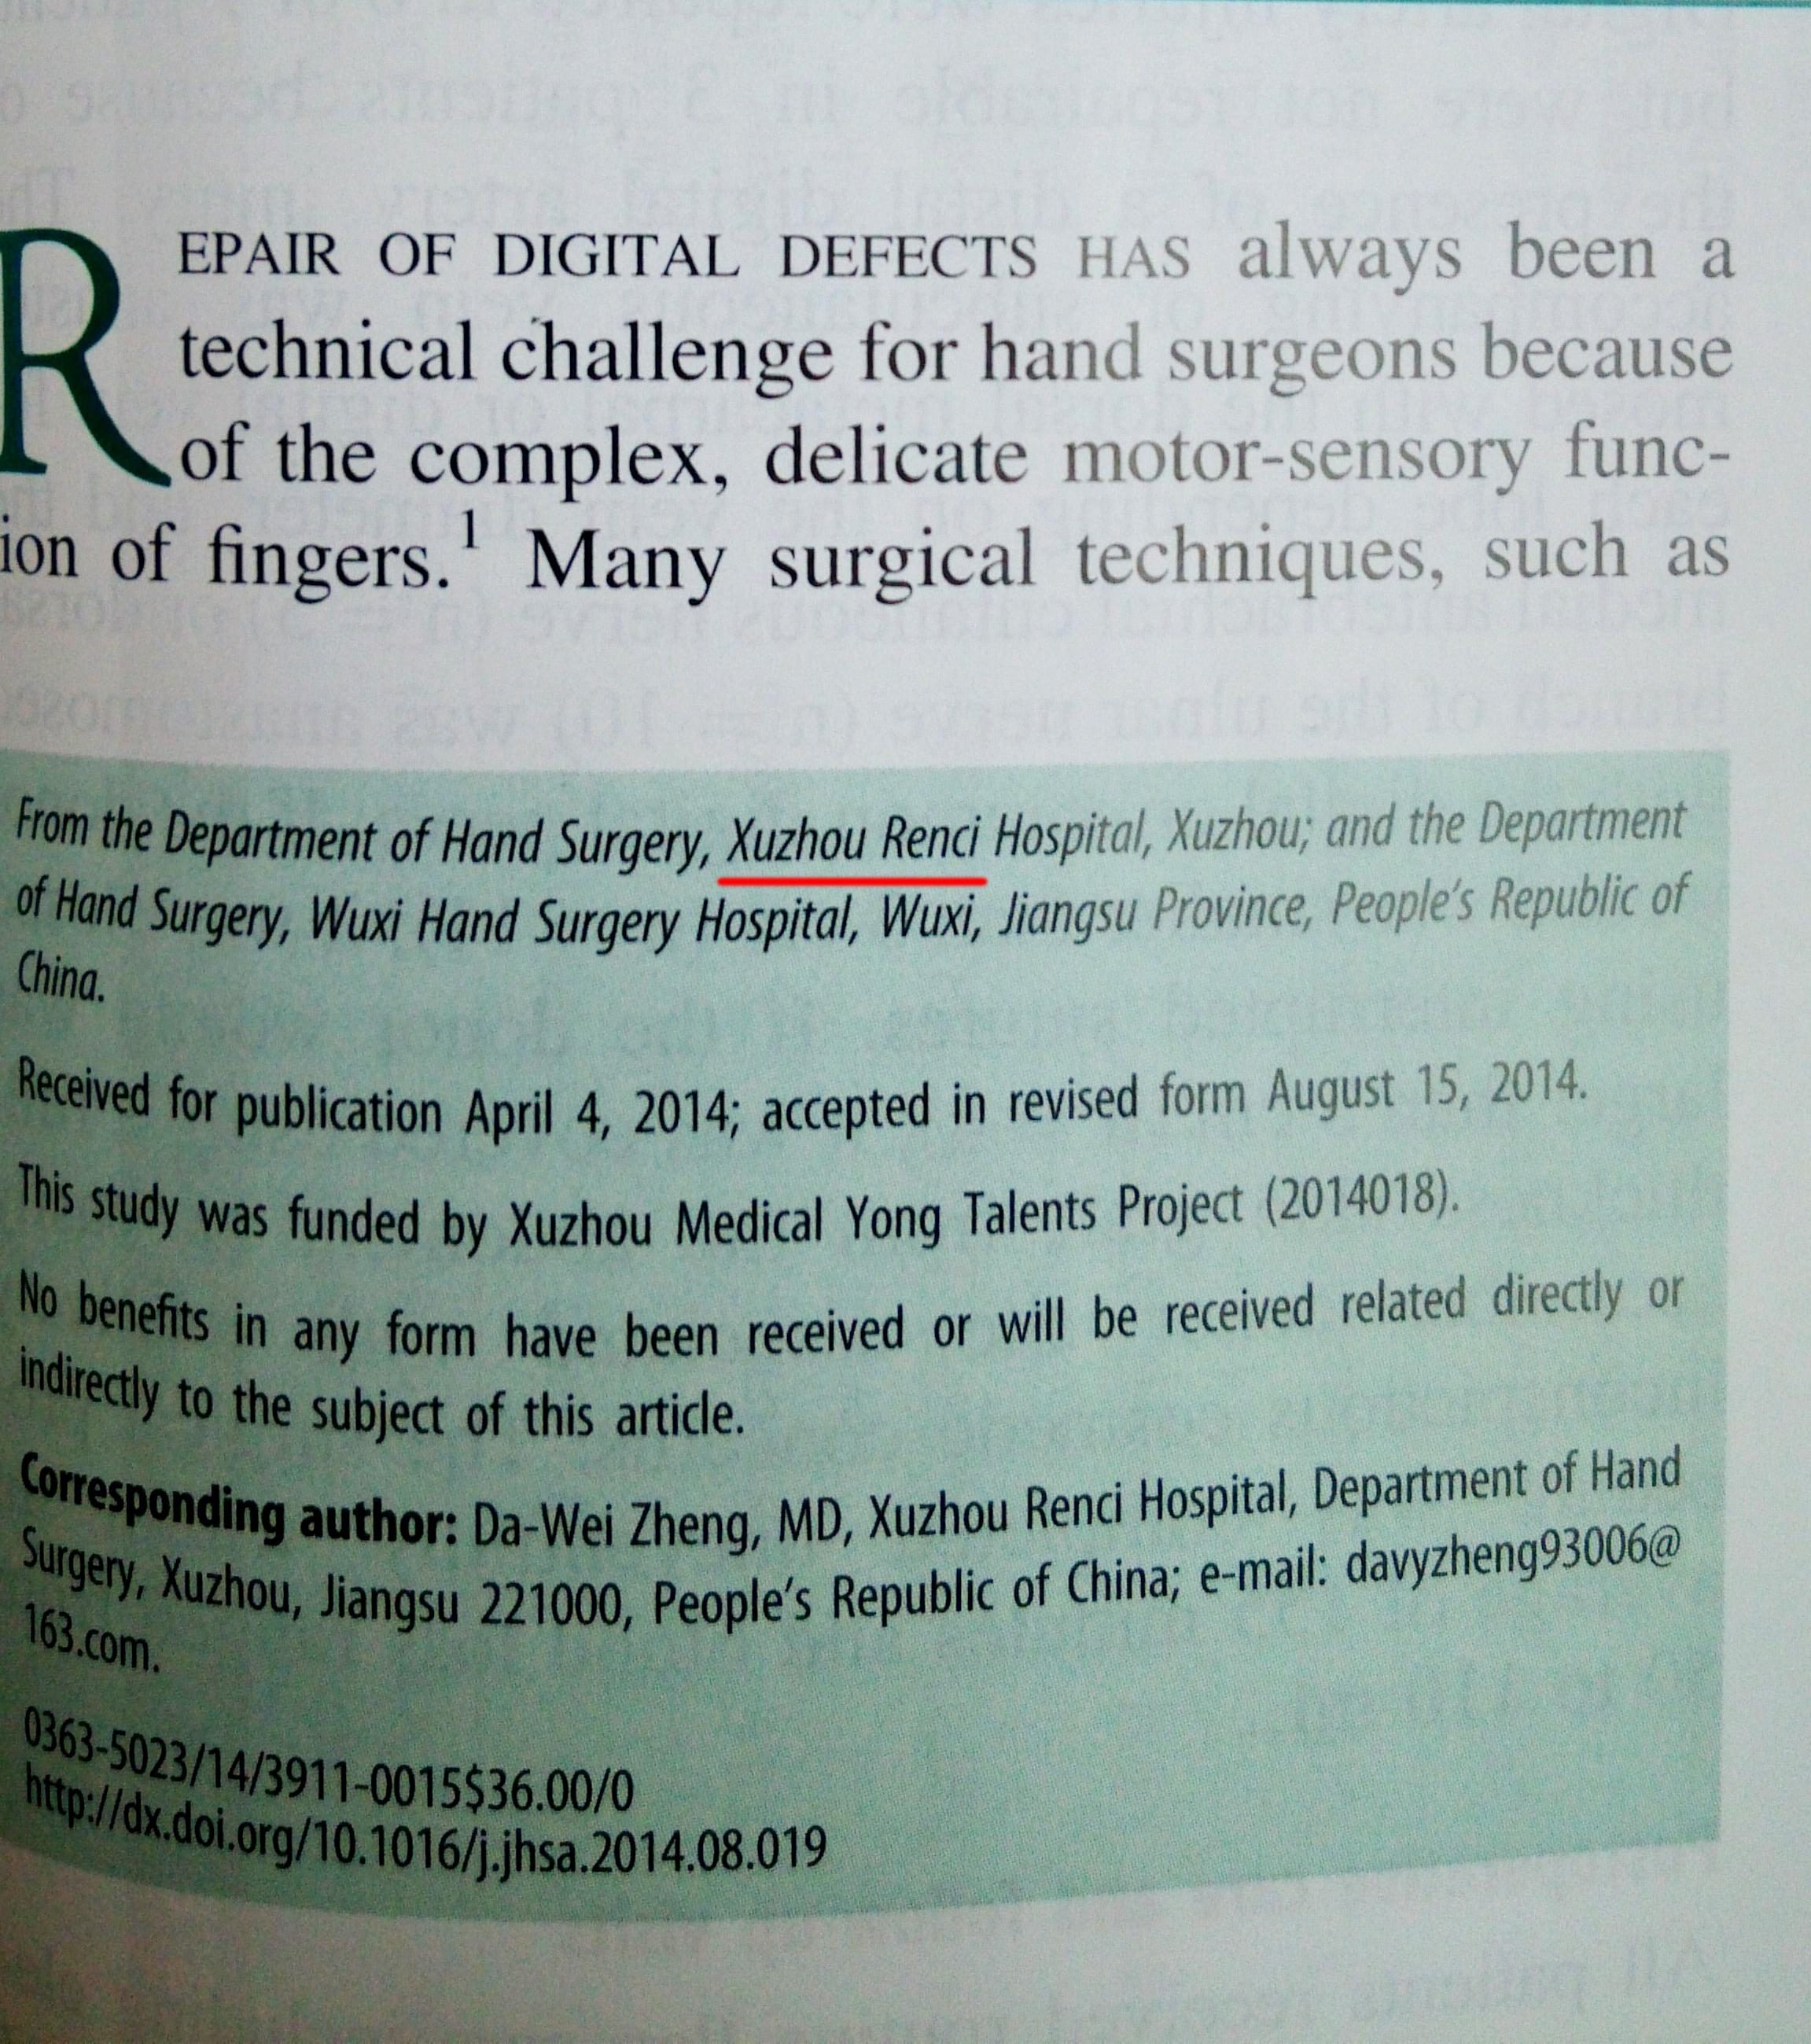 REPAIR OF DIGITAL DEFECTS HAS always been a
technical challenge for hand surgeons because
of the complex, delicate motor-sensory func-
ion of fingers.1 Many surgical techniques, such as
From the Department of Hand Surgery, Xuzhou Renci Hospital, Xuzhou; and the Department
of Hand Surgery, Wuxi Hand Surgery Hospital, Wuxi, Jiangsu Province, People's Republic of
China.
Received for publication April 4, 2014; accepted in revised form August 15, 2014.
This study was funded by Xuzhou Medical Yong Talents Project (2014018).
No benefits in any form have been received or will be received related directly or
indirectly to the subject of this article.
Corresponding author: Da-Wei Zheng, MD, Xuzhou Renci Hospital, Department of Hand
Surgery, Xuzhou, Jiangsu 221000, People's Republic of China; e-mail: davyzheng93006@
163.com.
0363-5023/14/3911-0015$36.00/0
http://dx.doi.org/10.1016/j.jhsa.2014.08.019